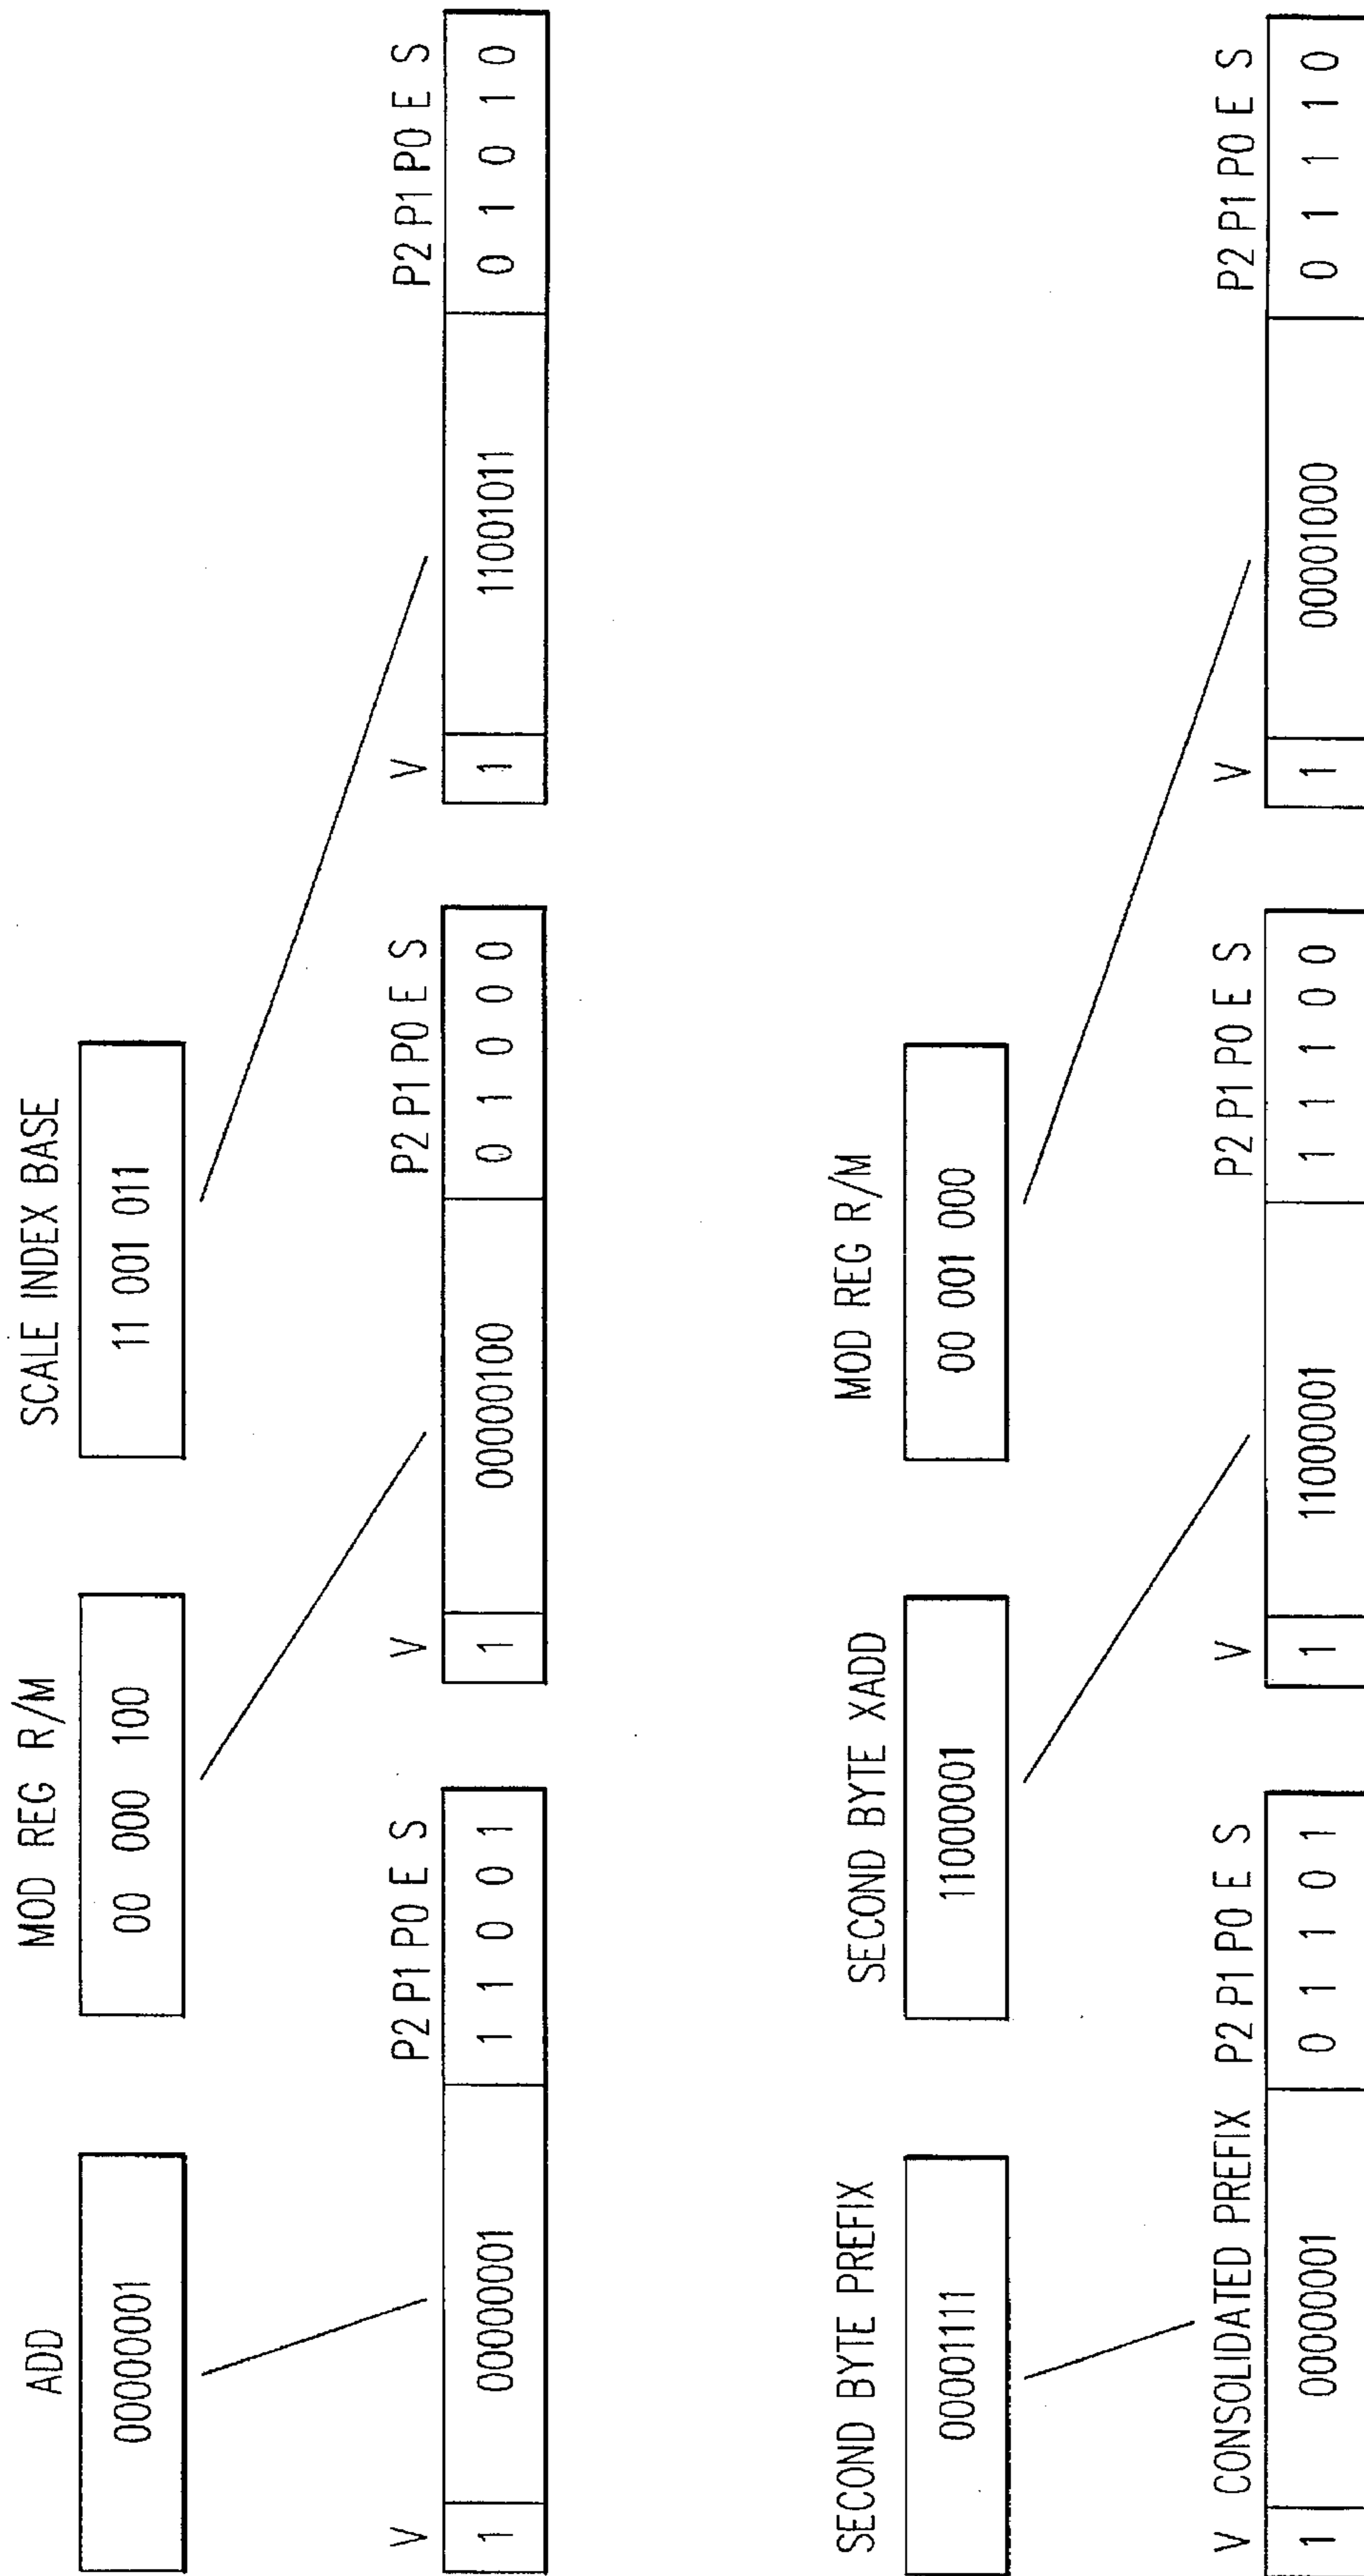 ADD MOD REG R/M SCALE INDEX BASE
00000001 00 000 100 11 001 011
V P2 P1 P0 E S V P2 P1 P0 E S V P2 P1 P0 E S
1 00000001 1 1 0 0 1 1 00000100 0 1 0 0 0 1 11001011 0 1 0 1 0
SECOND BYTE PREFIX SECOND BYTE XADD MOD REG R/M
00001111 11000001 00 001 000
V CONSOLIDATED PREFIX P2 P1 P0 E S V P2 P1 P0 E S V P2 P1 P0 E S
1 00000001 0 1 1 0 1 1 11000001 1 1 1 0 0 1 00001000 0 1 1 1 0